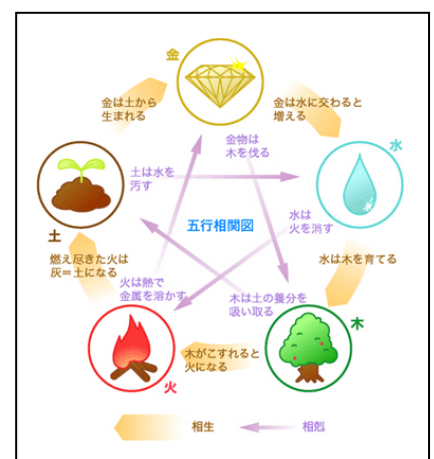 金
金は土から
生まれる
金は水に交わると
増える
金物は
木を伐る
水
土は水を
汚す
水は
火を消す
五行相関図
土
燃え尽きた火は
灰=土になる
水は木を育てる
火は熱で
金属を溶かす
木は土の養分を
吸い取る
木
木がこすれると
火になる
火
相生
相剋